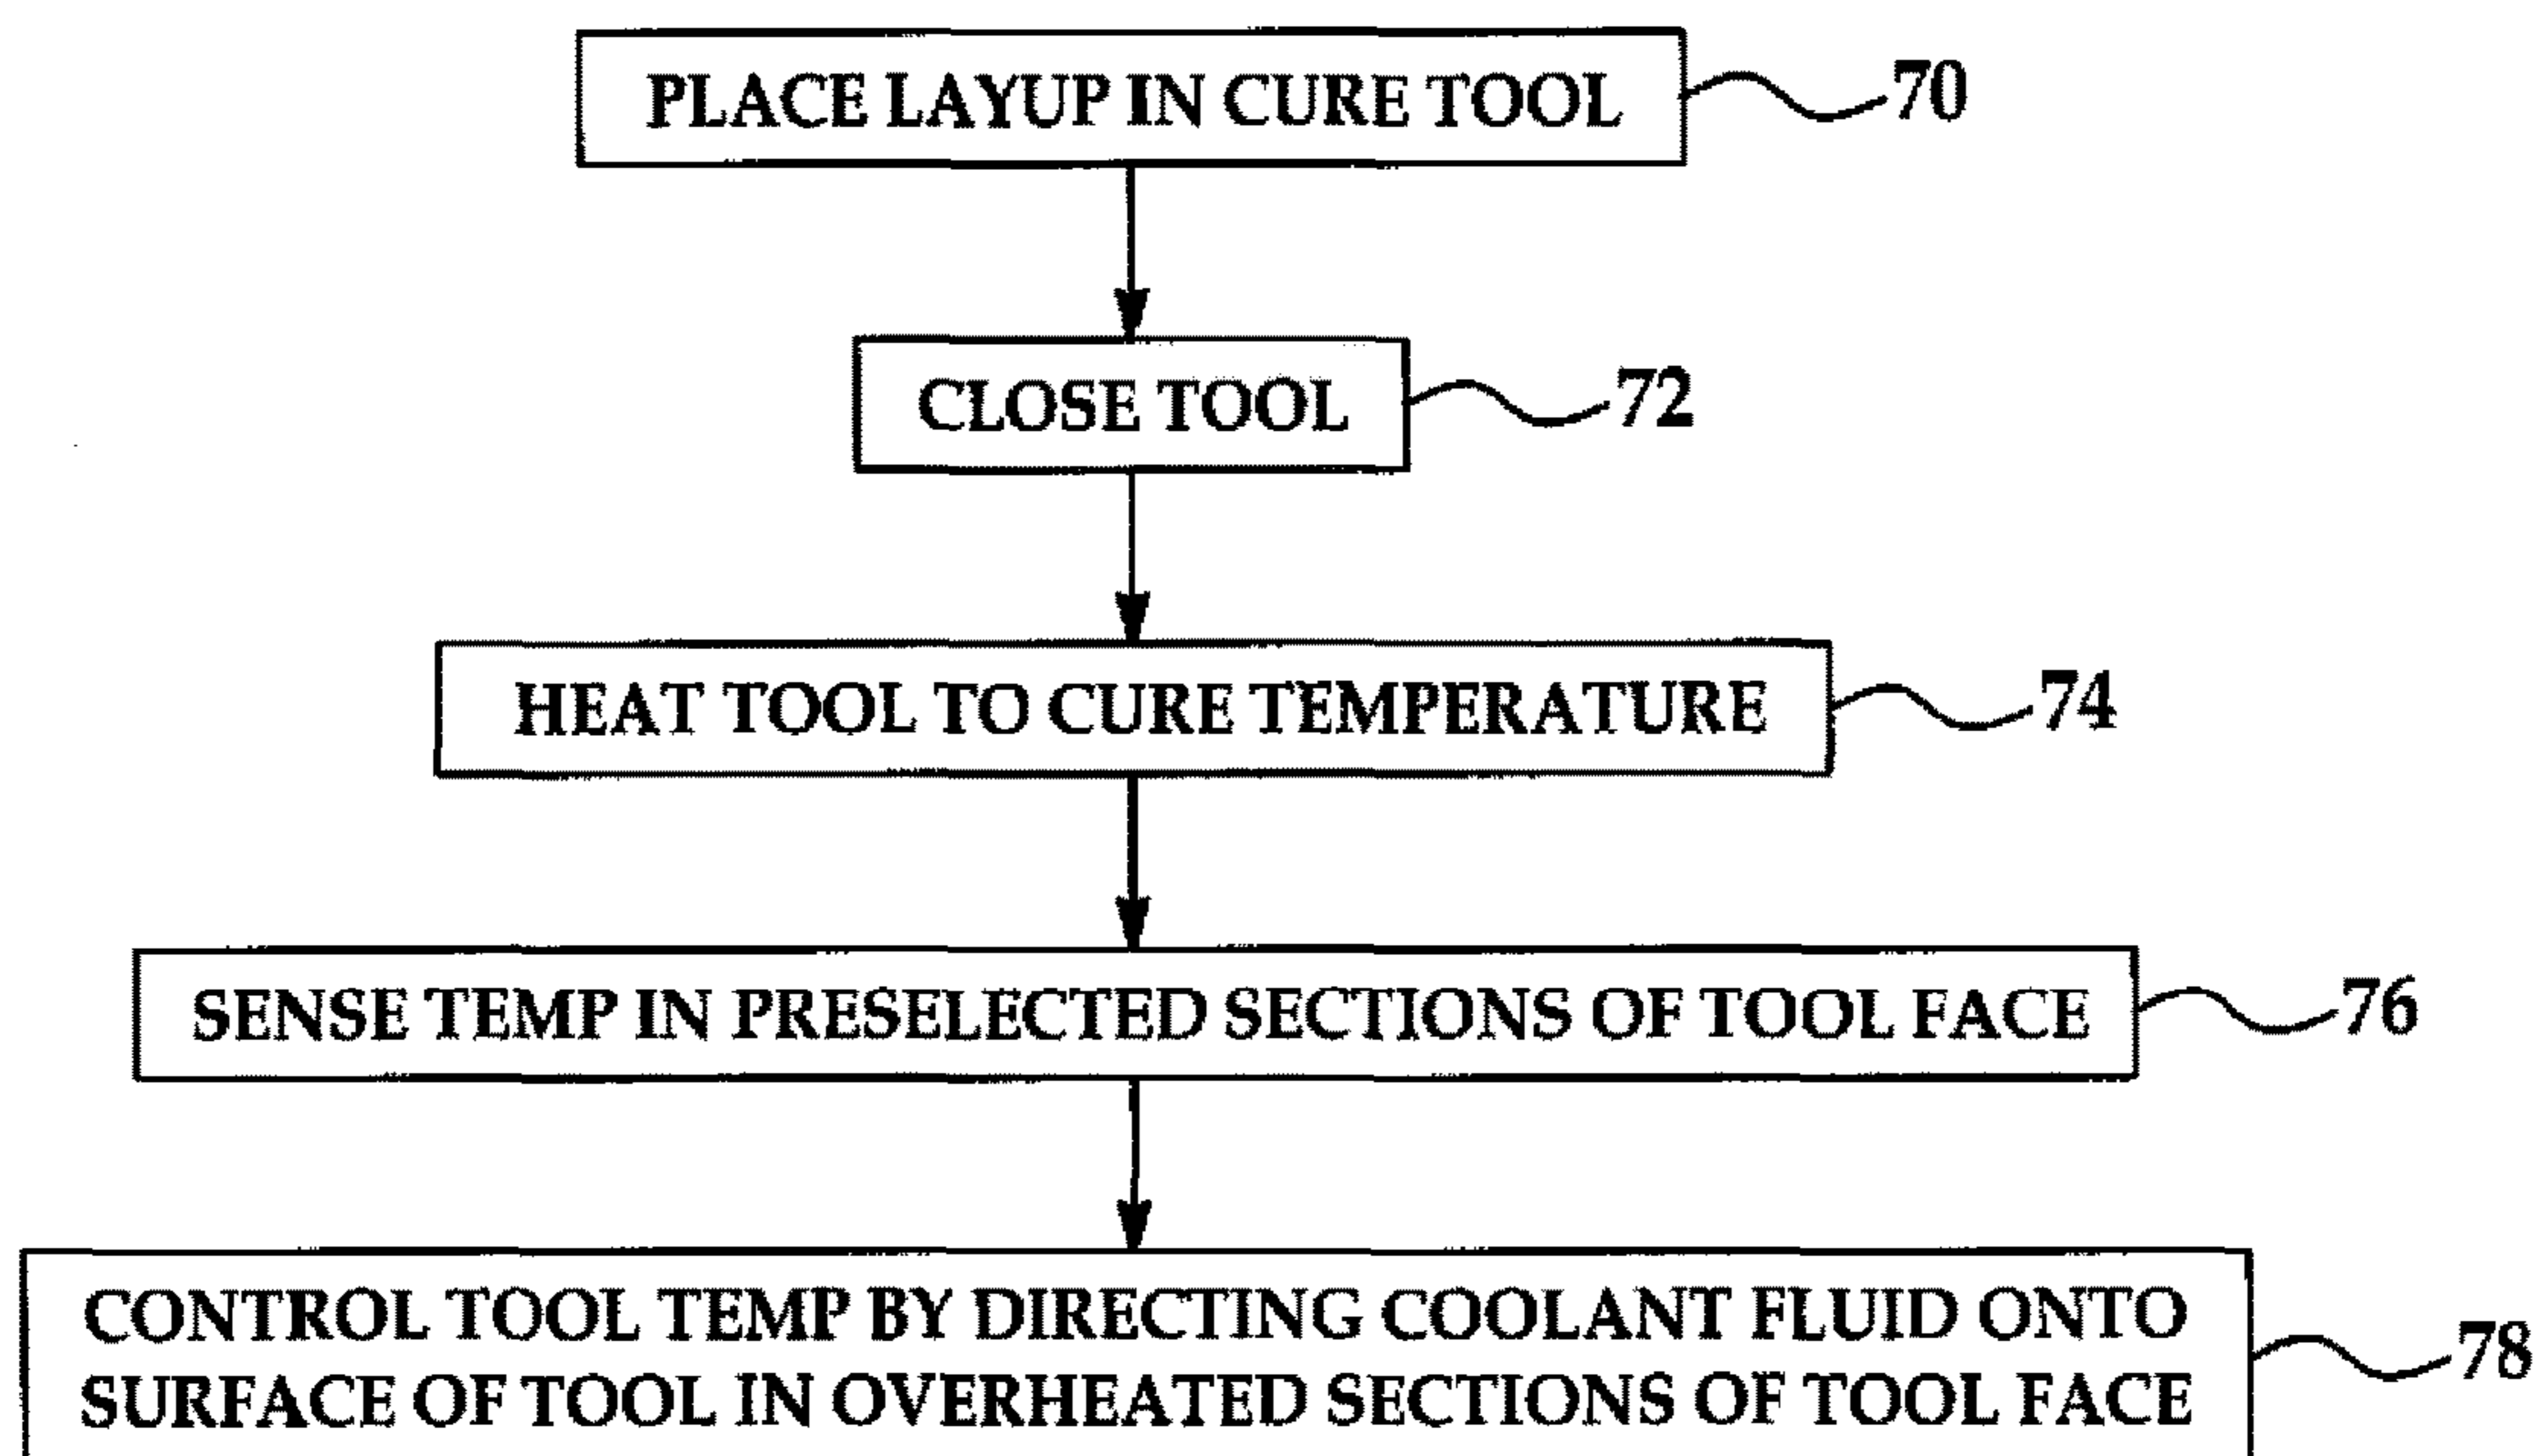 PLACE LAYUP IN CURE TOOL 70
CLOSE TOOL 72
HEAT TOOL TO CURE TEMPERATURE 74
SENSE TEMP IN PRESELECTED SECTIONS OF TOOL FACE 76
CONTROL TOOL TEMP BY DIRECTING COOLANT FLUID ONTO
SURFACE OF TOOL IN OVERHEATED SECTIONS OF TOOL FACE
78